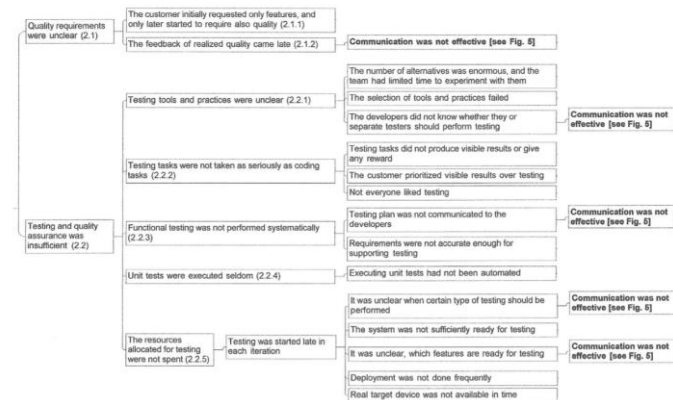 Quality requirements
were unclear (2.1)
The customer initially requested only features, and
only later started to require also quality (2.1.1)
The feedback of realized quality came late (2.1.2)
Communication was not effective [see Fig. 5]
Testing and quality
assurance was
insufficient (2.2)
Testing tools and practices were unclear (2.2.1)
The number of alternatives was enormous, and the
team had limited time to experiment with them
The selection of tools and practices failed
The developers did not know whether they or
separate testers should perform testing
Communication was not
effective [see Fig. 5]
Testing tasks were not taken as seriously as coding
tasks (2.2.2)
Testing tasks did not produce visible results or give
any reward
The customer prioritized visible results over testing
Not everyone liked testing
Functional testing was not performed systematically
(2.2.3)
Testing plan was not communicated to the
developers
Communication was not
effective [see Fig. 5]
Requirements were not accurate enough for
supporting testing
Unit tests were executed seldom (2.2.4)
Executing unit tests had not been automated
The resources
allocated for testing
were not spent (2.2.5)
Testing was started late in
each iteration
It was unclear when certain type of testing should be
performed
Communication was not
effective [see Fig. 5]
The system was not sufficiently ready for testing
It was unclear, which features are ready for testing
Communication was not
effective [see Fig. 5]
Deployment was not done frequently
Real target device was not available in time